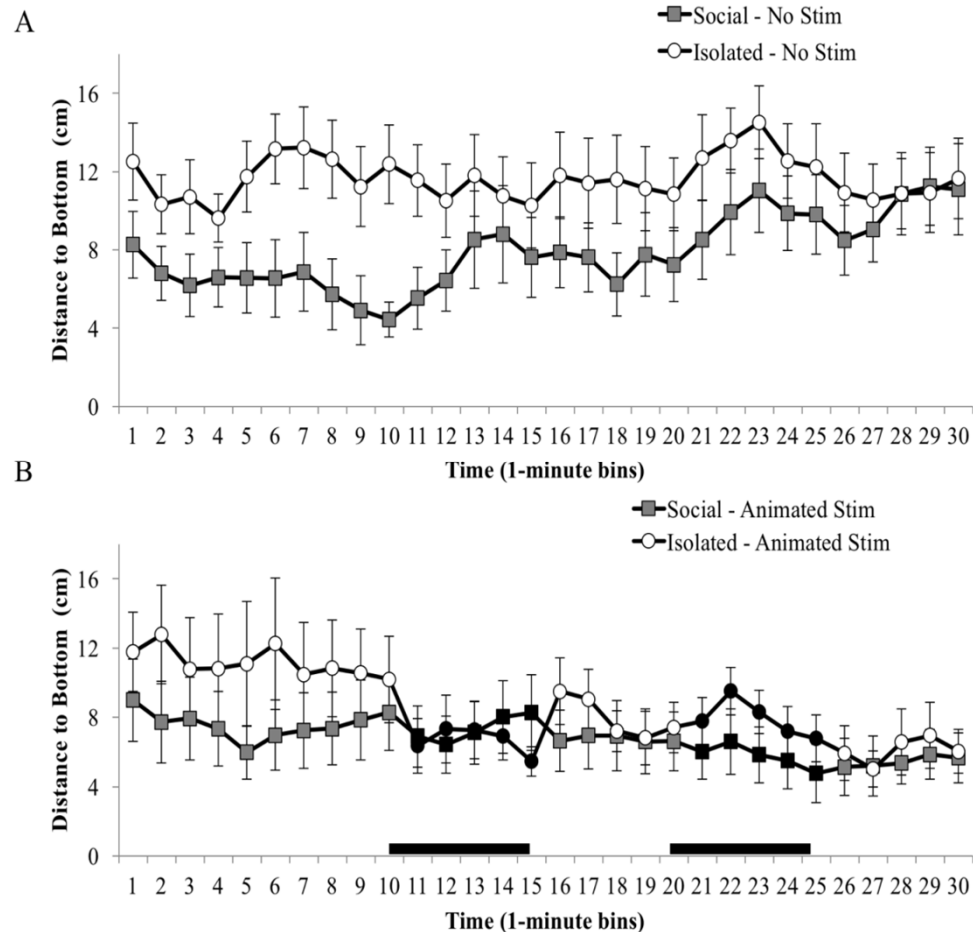 A
Social - No Stim
Isolated - No Stim
Distance to Bottom (cm)
16
12
8
4
0
1 2 3 4 5 6 7 8 9 10 11 12 13 14 15 16 17 18 19 20 21 22 23 24 25 26 27 28 29 30
Time (1-minute bins)
B
Social - Animated Stim
Isolated - Animated Stim
Distance to Bottom (cm)
16
12
8
4
0
1 2 3 4 5 6 7 8 9 10 11 12 13 14 15 16 17 18 19 20 21 22 23 24 25 26 27 28 29 30
Time (1-minute bins)